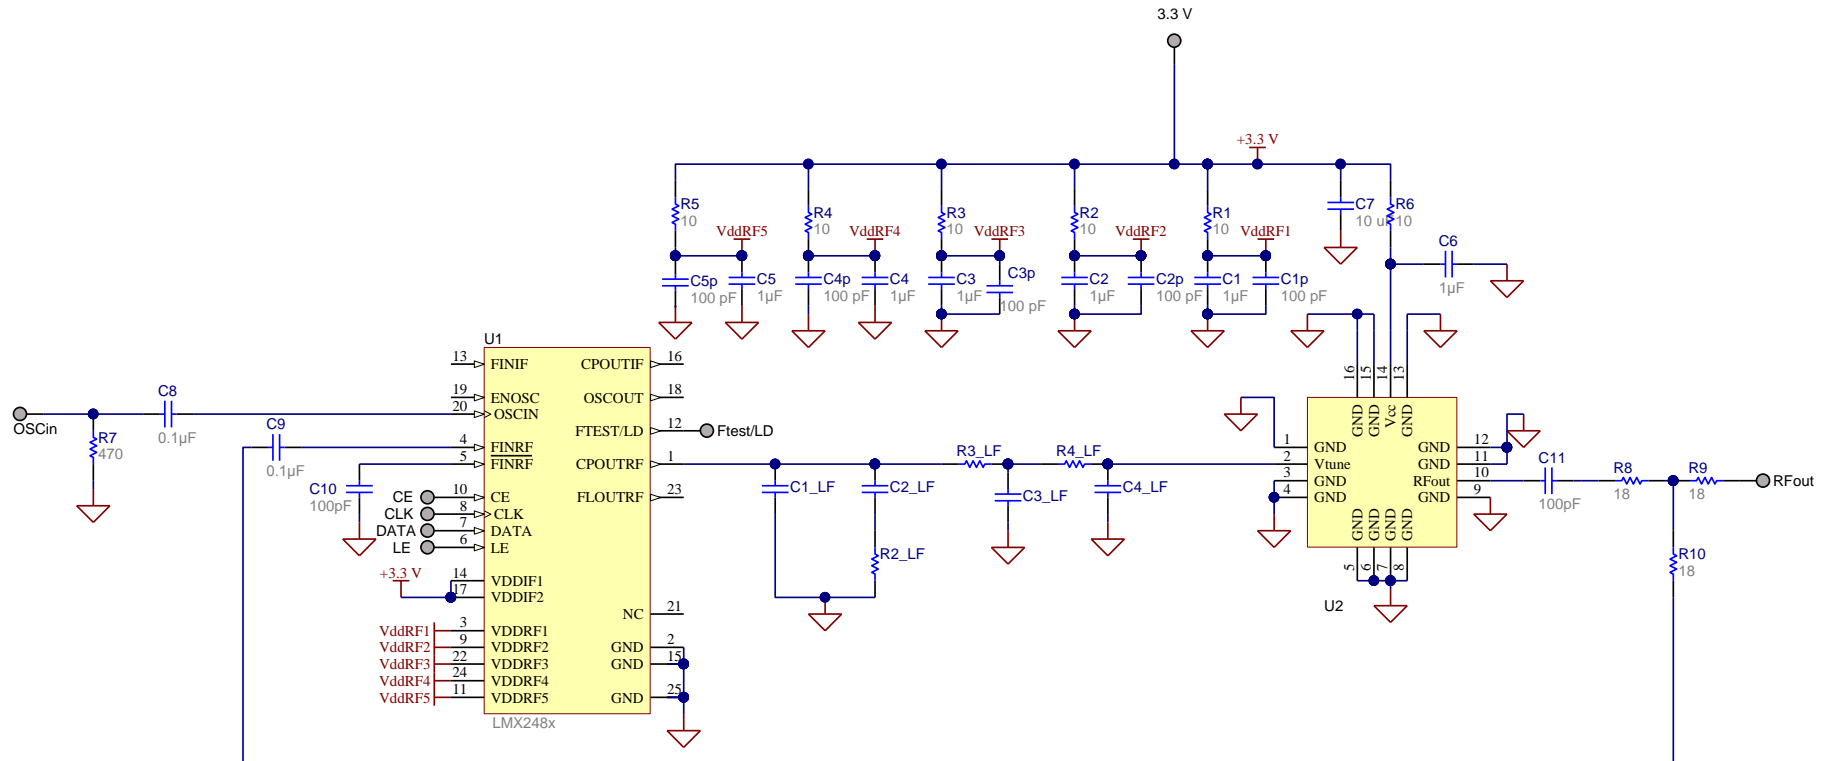 3.3 V
+3.3 V
R5
10
R4
10
R3
10
R2
10
R1
10
C7
10 u
R6
10
VddRF5
VddRF4
VddRF3
VddRF2
VddRF1
C6
1µF
C5p
100 pF
C5
1µF
C4p
100 pF
C4
1µF
C3
1µF
C3p
100 pF
C2
1µF
C2p
100 pF
C1
1µF
C1p
100 pF
U1
13 FINIF
CPOUTIF 16
19 ENOSC
OSCOUT 18
20 OSCIN
FTEST/LD 12
Ftest/LD
4 FINRF
5 FINRF
CPOUTRF 1
10 CE
FLOUTRF 23
8 CLK
7 DATA
6 LE
14 VDDIF1
17 VDDIF2
NC 21
3 VDDRF1
9 VDDRF2
GND 2
22 VDDRF3
GND 15
24 VDDRF4
11 VDDRF5
GND 25
LMX248x
OSCin
C8
0.1µF
R7
470
C9
0.1µF
C10
100pF
CE
CLK
DATA
LE
+3.3 V
VddRF1
VddRF2
VddRF3
VddRF4
VddRF5
C1_LF
C2_LF
R2_LF
R3_LF
C3_LF
R4_LF
C4_LF
16 15 14 13
GND GND Vcc GND
1 GND
2 Vtune
3 GND
4 GND
GND 12
GND 11
RFout 10
GND 9
GND GND GND GND
5 6 7 8
U2
C11
100pF
R8
18
R9
18
RFout
R10
18